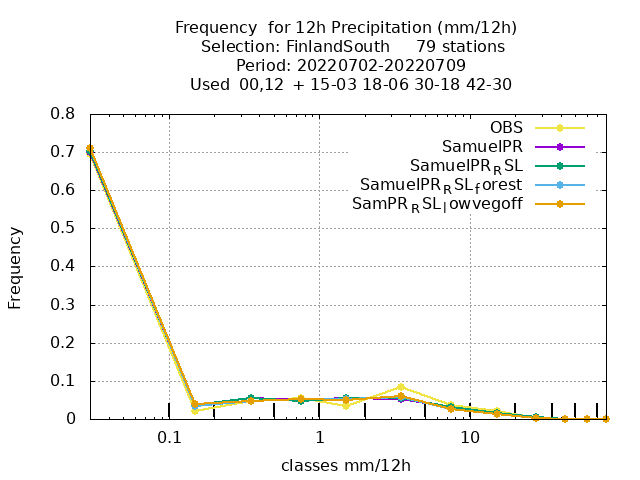 Frequency  for 12h Precipitation (mm/12h)
Selection: FinlandSouth     79 stations
Period: 20220702-20220709
Used  00,12  + 15-03 18-06 30-18 42-30
OBS
SamuelPR
SamuelPR_RSL
SamuelPR_RSL_forest
SamPR_RSL_lowvegoff
Frequency
0.8
0.7
0.6
0.5
0.4
0.3
0.2
0.1
0
0.1
1
10
classes mm/12h